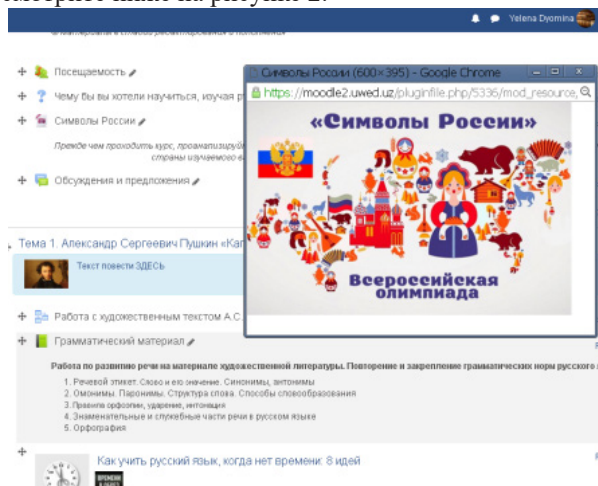 Yelena Dyomina
Посещаемость
Чему бы вы хотели научиться, изучая р
Символы России
Прежде чем проходить курс, проанализируй
страны изучаемого
Обсуждения и предложения
Символы России (600×395) - Google Chrome
https://moodle2.uwed.uz/pluginfile.php/5336/mod_resource,
«Символы России»
Всероссийская
олимпиада
Тема 1. Александр Сергеевич Пушкин «Кап
Текст повести ЗДЕСЬ
Работа с художественным текстом А.С.
Грамматический материал
Работа по развитию речи на материале художественной литературы. Повторение и закрепление грамматических норм русского
1. Речевой этикет. Слово и его значение. Синонимы, антонимы
2. Омонимы. Паронимы. Структура слова. Способы словообразования
3. Правила орфоэпии, ударение, интонация
4. Знаменательные и служебные части речи в русском языке
5. Орфография
Как учить русский язык, когда нет времени: 8 идей